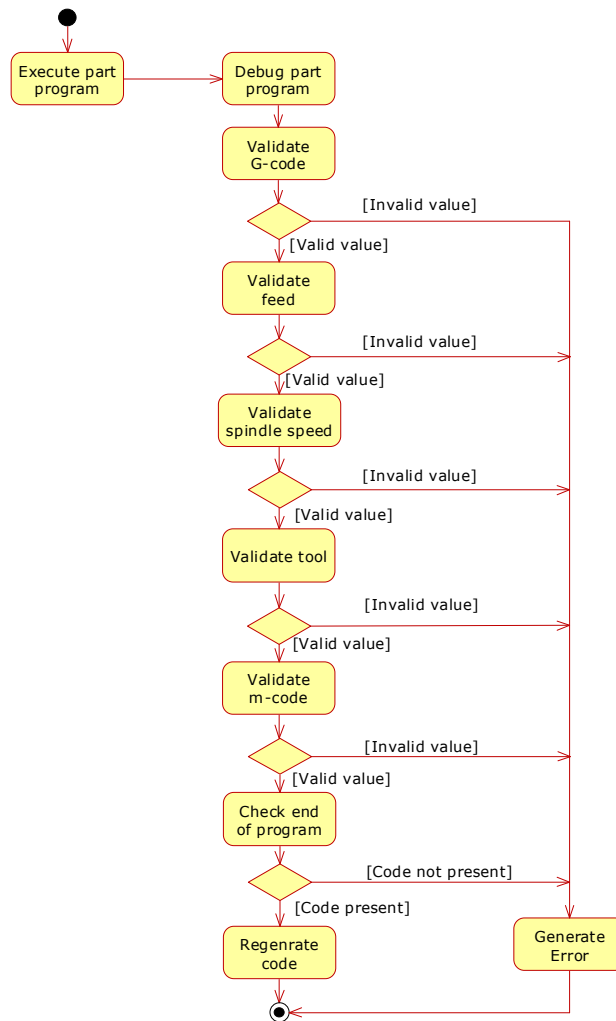 Execute part
program
Debug part
program
Validate
G-code
[Invalid value]
[Valid value]
Validate
feed
[Invalid value]
[Valid value]
Validate
spindle speed
[Invalid value]
[Valid value]
Validate tool
[Invalid value]
[Valid value]
Validate
m-code
[Invalid value]
[Valid value]
Check end
of program
[Code not present]
[Code present]
Regenrate
code
Generate
Error